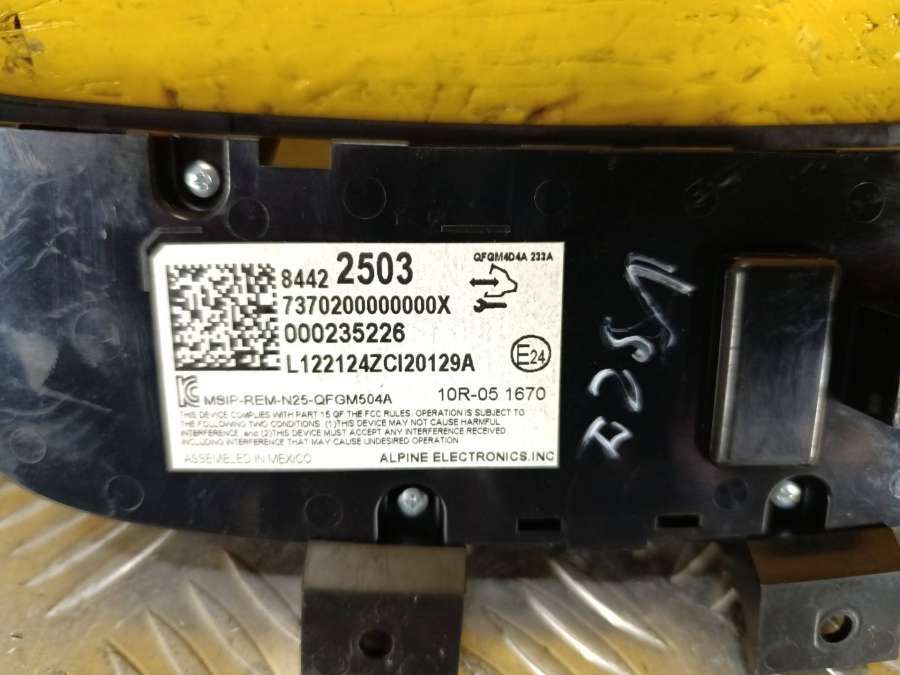 8442 2503
QFGM4D4A 233A
7370200000000X
000235226
L122124ZCI20129A
E24
MSIP-REM-N25-QFGM504A
10R-05 1670
THIS DEVICE COMPLIES WITH PART 15 OF THE FCC RULES. OPERATION IS SUBJECT TO
THE FOLLOWING TWO CONDITIONS. (1)THIS DEVICE MAY NOT CAUSE HARMFUL
INTERFERENCE. and (2)THIS DEVICE MUST ACCEPT ANY INTERFERENCE RECEIVED
INCLUDING INTERFERENCE THAT MAY CAUSE UNDESIRED OPERATION
ASSEMBLED IN MEXICO
ALPINE ELECTRONICS.INC